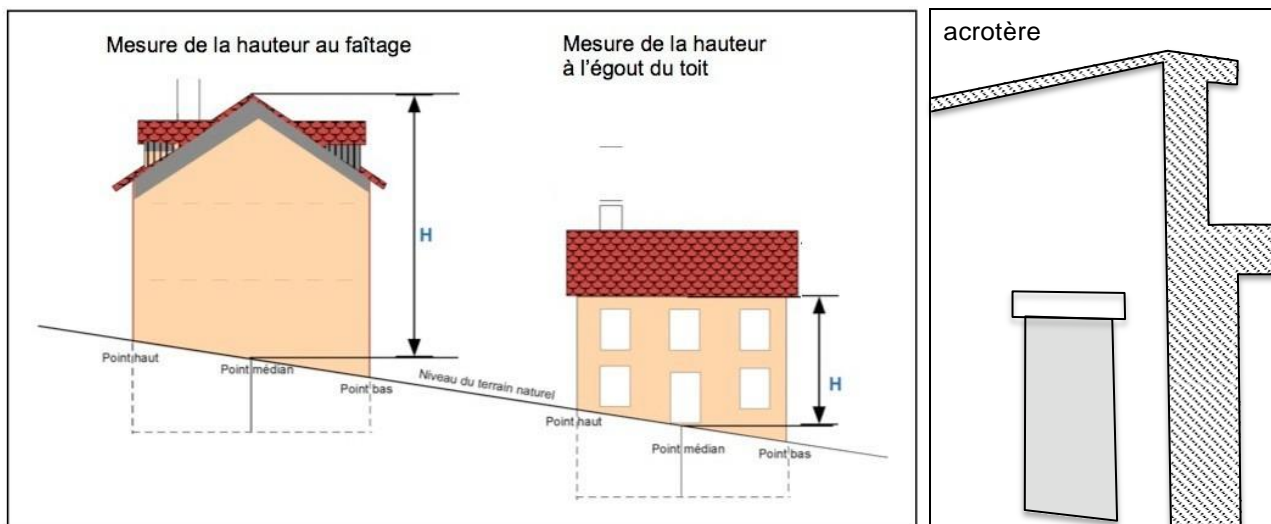 Mesure de la hauteur au faîtage
Mesure de la hauteur
à l'égout du toit
H
Point haut
Point médian
Point bas
Niveau du terrain naturel
H
Point haut
Point médian
Point bas
acrotère